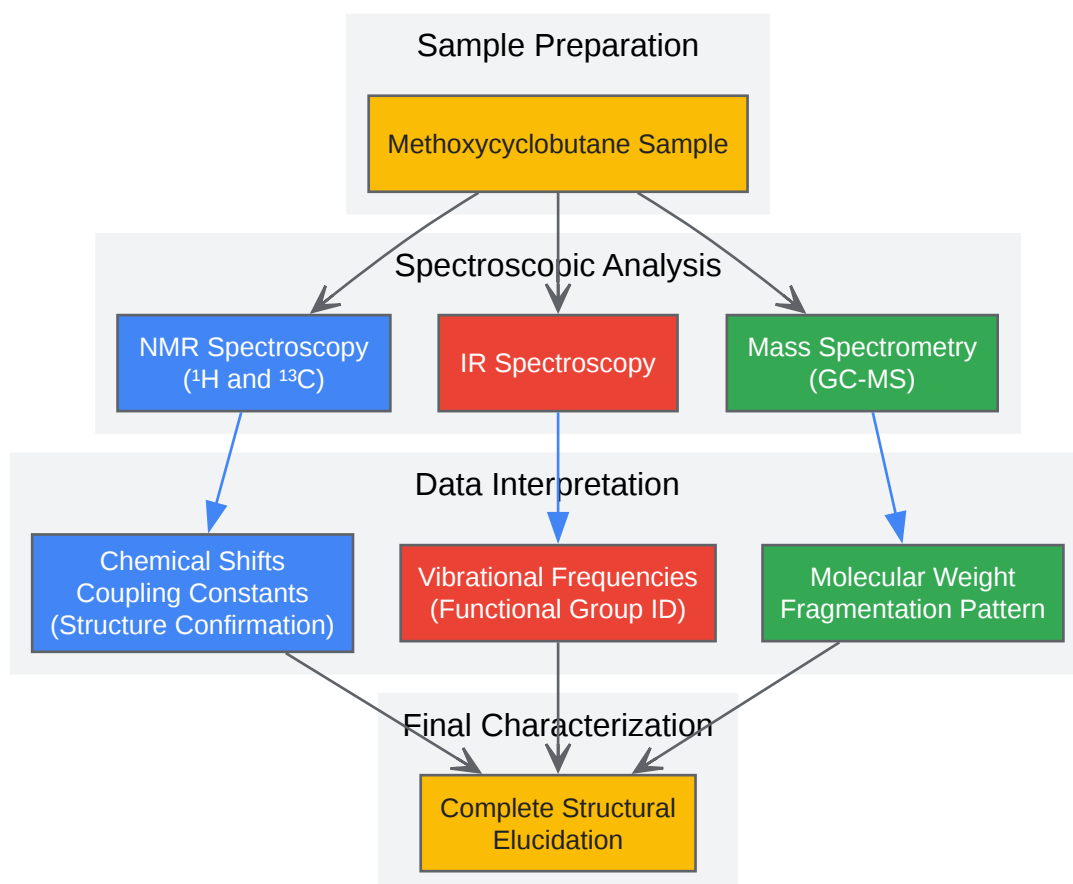 Sample Preparation
Methoxycyclobutane Sample
Spectroscopic Analysis
NMR Spectroscopy
(¹H and ¹³C)
IR Spectroscopy
Mass Spectrometry
(GC-MS)
Data Interpretation
Chemical Shifts
Coupling Constants
(Structure Confirmation)
Vibrational Frequencies
(Functional Group ID)
Molecular Weight
Fragmentation Pattern
Final Characterization
Complete Structural
Elucidation